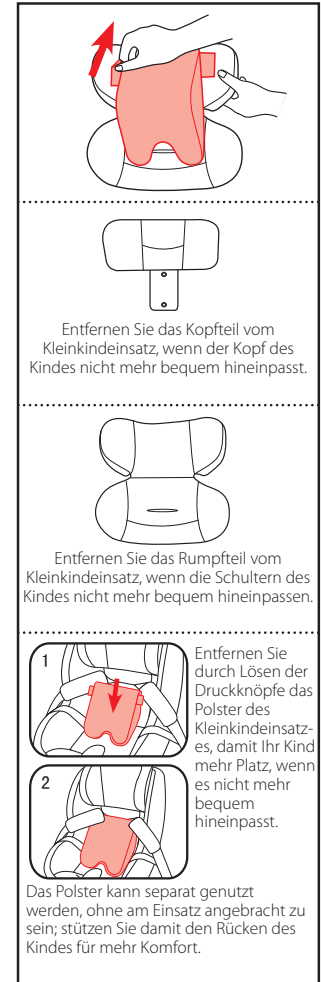 Entfernen Sie das Kopfteil vom
Kleinkindeinsatz, wenn der Kopf des
Kindes nicht mehr bequem hineinpasst.
Entfernen Sie das Rumpfteil vom
Kleinkindeinsatz, wenn die Schultern des
Kindes nicht mehr bequem hineinpassen.
1
Entfernen Sie
durch Lösen der
Druckknöpfe das
Polster des
Kleinkindeinsatz-
es, damit Ihr Kind
mehr Platz, wenn
es nicht mehr
bequem
hineinpasst.
2
Das Polster kann separat genutzt
werden, ohne am Einsatz angebracht zu
sein; stützen Sie damit den Rücken des
Kindes für mehr Komfort.